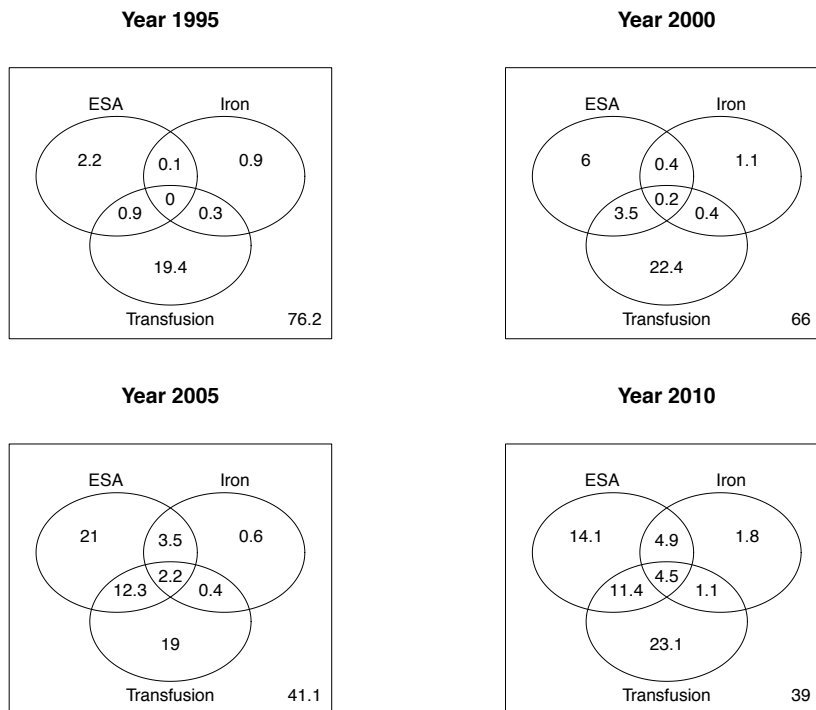 Year 1995
ESA Iron
2.2 0.1 0.9
0
0.9 0.3
19.4
Transfusion 76.2
Year 2000
ESA Iron
6 0.4 1.1
0.2
3.5 0.4
22.4
Transfusion 66
Year 2005
ESA Iron
21 3.5 0.6
2.2
12.3 0.4
19
Transfusion 41.1
Year 2010
ESA Iron
14.1 4.9 1.8
4.5
11.4 1.1
23.1
Transfusion 39